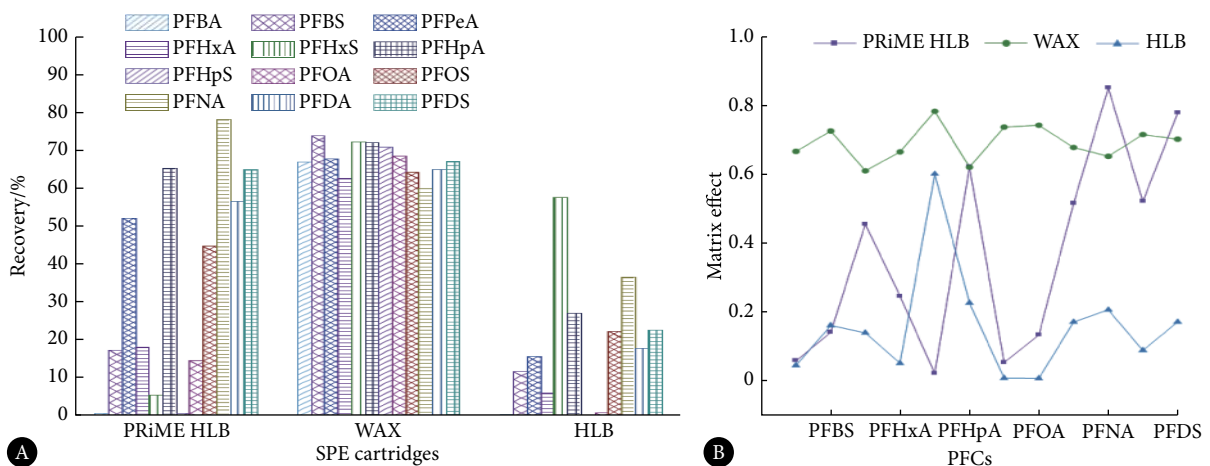 PFBA PFBS PFPeA
PFHxA PFHxS PFHpA
PFHpS PFOA PFOS
PFNA PFDA PFDS
100
90
80
70
60
50
40
30
20
10
0
Recovery/%
PRiME HLB WAX HLB
SPE cartridges
A
PRiME HLB WAX HLB
1.0
0.8
0.6
0.4
0.2
0
Matrix effect
PFBS PFHxA PFHpA PFOA PFNA PFDS
PFCs
B